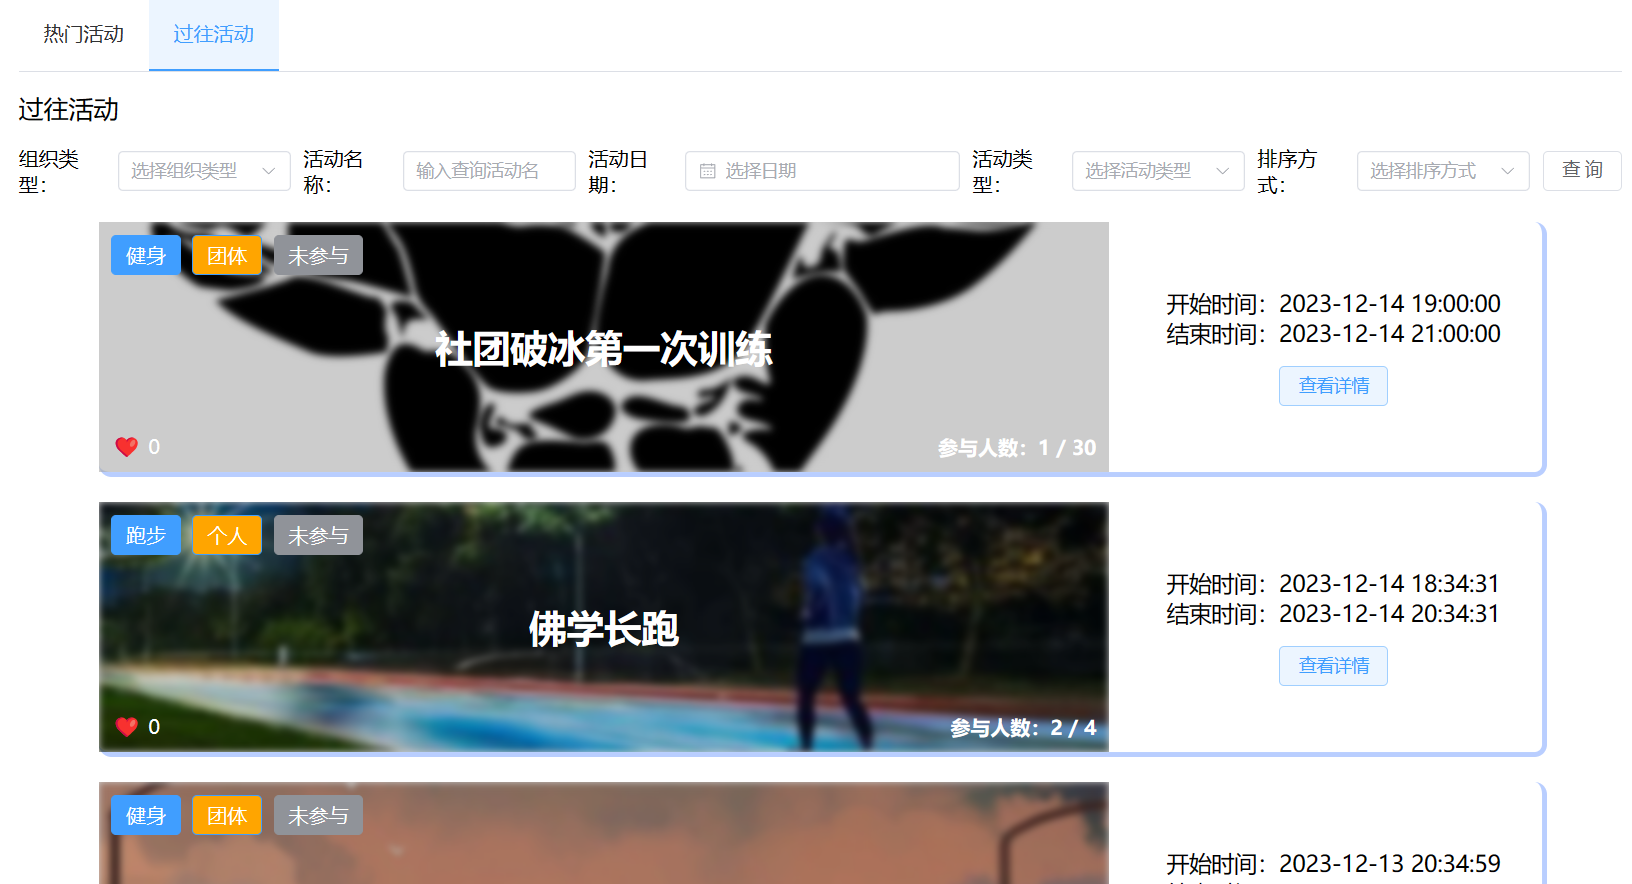 热门活动
过往活动
过往活动
组织类型：
选择组织类型
活动名称：
输入查询活动名
活动日期：
选择日期
活动类型：
选择活动类型
排序方式：
选择排序方式
查 询
健身
团体
未参与
社团破冰第一次训练
0
参与人数：1 / 30
开始时间：2023-12-14 19:00:00
结束时间：2023-12-14 21:00:00
查看详情
跑步
个人
未参与
佛学长跑
0
参与人数：2 / 4
开始时间：2023-12-14 18:34:31
结束时间：2023-12-14 20:34:31
查看详情
健身
团体
未参与
开始时间：2023-12-13 20:34:59